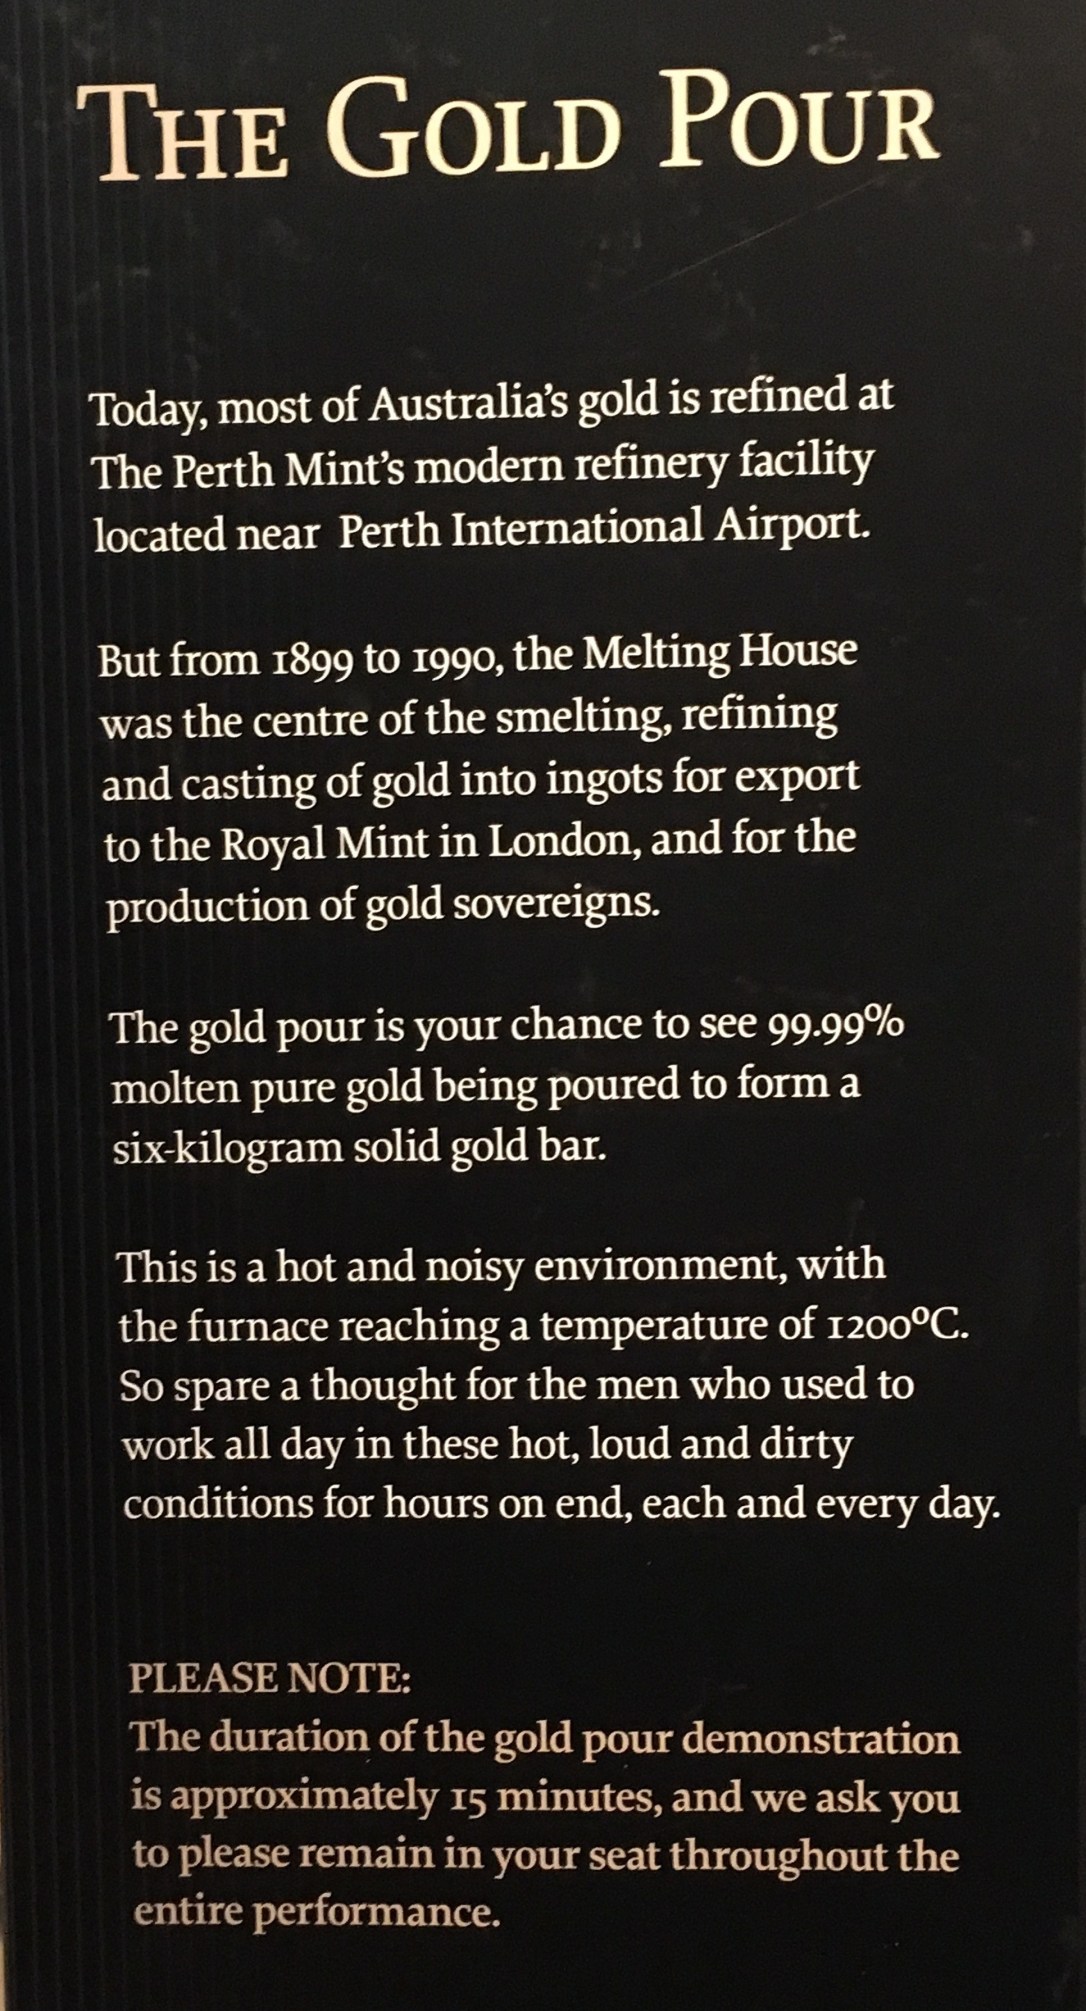 The Gold Pour
Today, most of Australia's gold is refined at
The Perth Mint's modern refinery facility
located near Perth International Airport.
But from 1899 to 1990, the Melting House
was the centre of the smelting, refining
and casting of gold into ingots for export
to the Royal Mint in London, and for the
production of gold sovereigns.
The gold pour is your chance to see 99.99%
molten pure gold being poured to form a
six-kilogram solid gold bar.
This is a hot and noisy environment, with
the furnace reaching a temperature of 1200ºC.
So spare a thought for the men who used to
work all day in these hot, loud and dirty
conditions for hours on end, each and every day.
PLEASE NOTE:
The duration of the gold pour demonstration
is approximately 15 minutes, and we ask you
to please remain in your seat throughout the
entire performance.